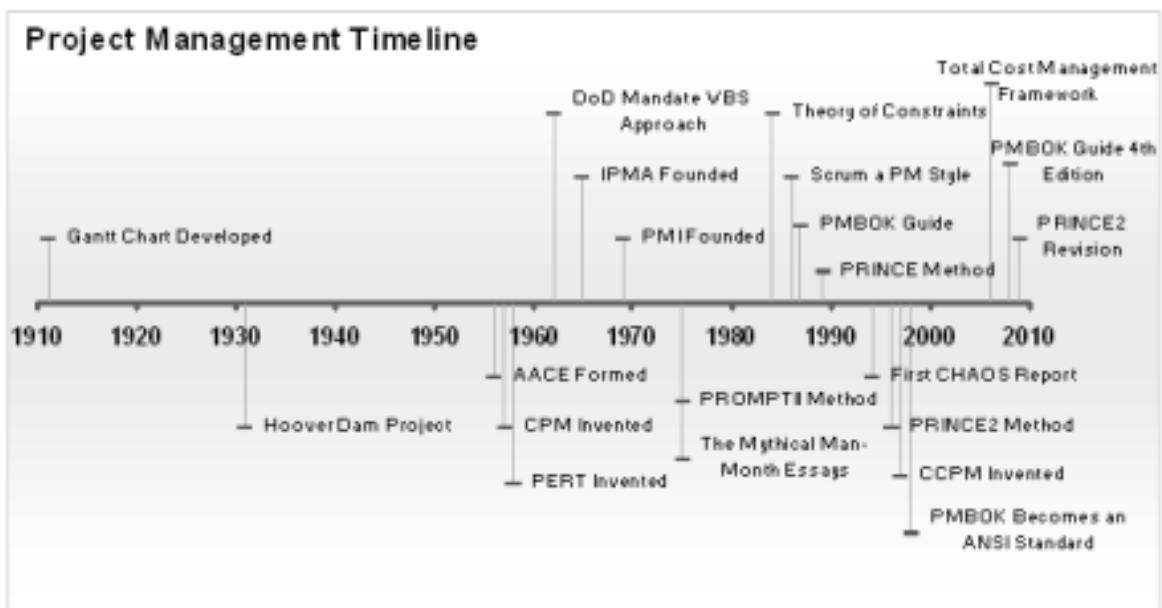 Project Management Timeline
Total Cost Management
Framework
DoD Mandate WBS
Approach
Theory of Constraints
PMBOK Guide 4th
Edition
IPMA Founded
Scrum a PM Style
PMBOK Guide
PRINCE2
Revision
Gantt Chart Developed
PMI Founded
PRINCE Method
1910 1920 1930 1940 1950 1960 1970 1980 1990 2000 2010
AACE Formed
First CHAOS Report
PROMPTII Method
Hoover Dam Project
CPM Invented
PRINCE2 Method
The Mythical Man-
Month Essays
PERT Invented
CCPM Invented
PMBOK Becomes an
ANSI Standard